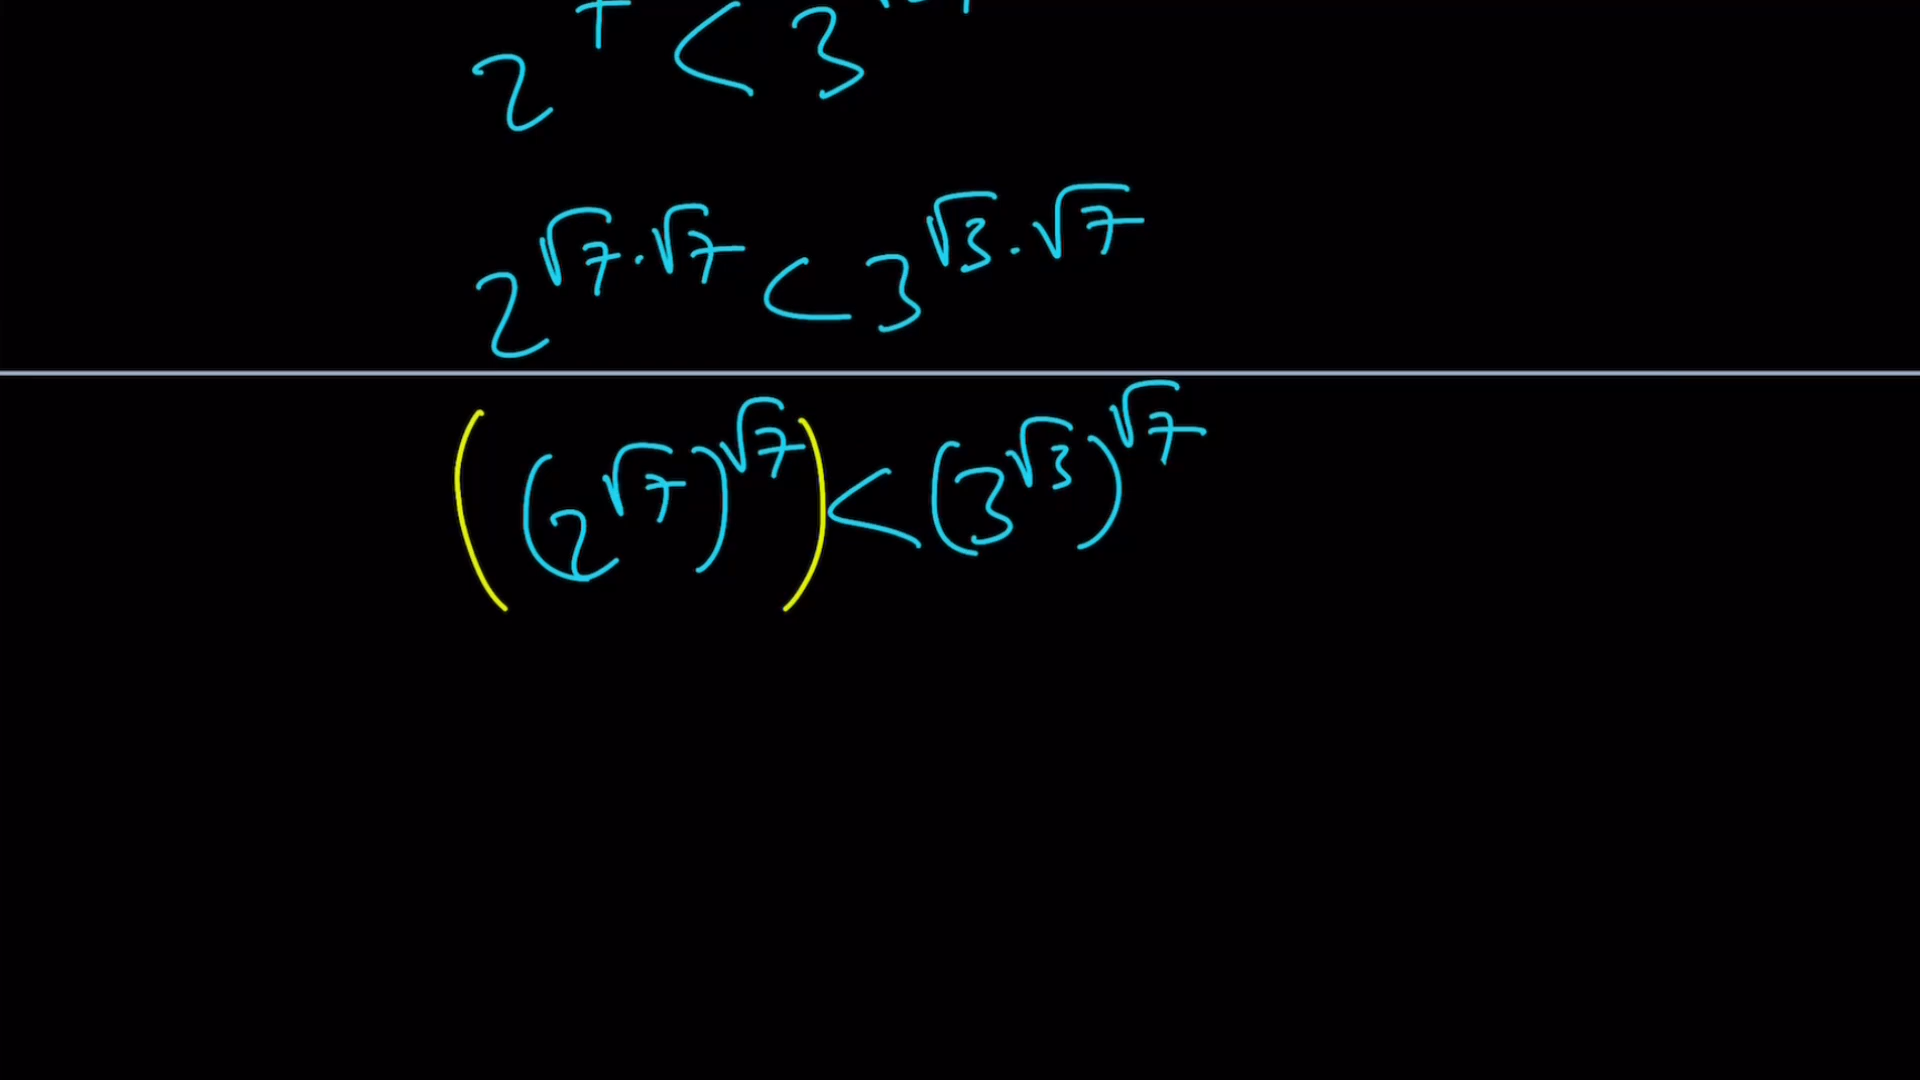 2^7 < 3
2^{√7·√7} < 3^{√3·√7}
((2^{√7})^{√7}) < (3^{√3})^{√7}